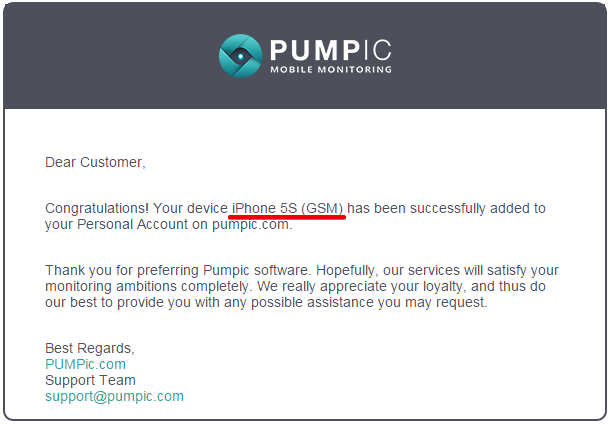 PUMPIC
MOBILE MONITORING
Dear Customer,
Congratulations! Your device iPhone 5S (GSM) has been successfully added to
your Personal Account on pumpic.com.
Thank you for preferring Pumpic software. Hopefully, our services will satisfy your
monitoring ambitions completely. We really appreciate your loyalty, and thus do
our best to provide you with any possible assistance you may request.
Best Regards,
PUMPic.com
Support Team
support@pumpic.com